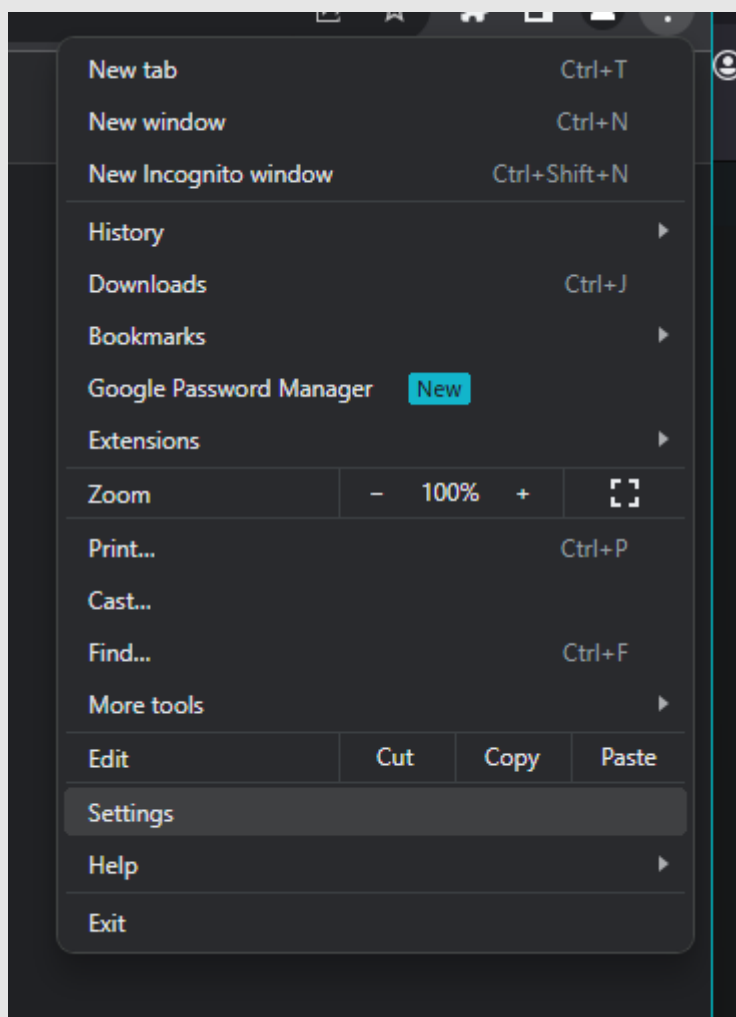 New tab Ctrl+T
New window Ctrl+N
New Incognito window Ctrl+Shift+N
History
Downloads Ctrl+J
Bookmarks
Google Password Manager New
Extensions
Zoom − 100% +
Print... Ctrl+P
Cast...
Find... Ctrl+F
More tools
Edit Cut Copy Paste
Settings
Help
Exit